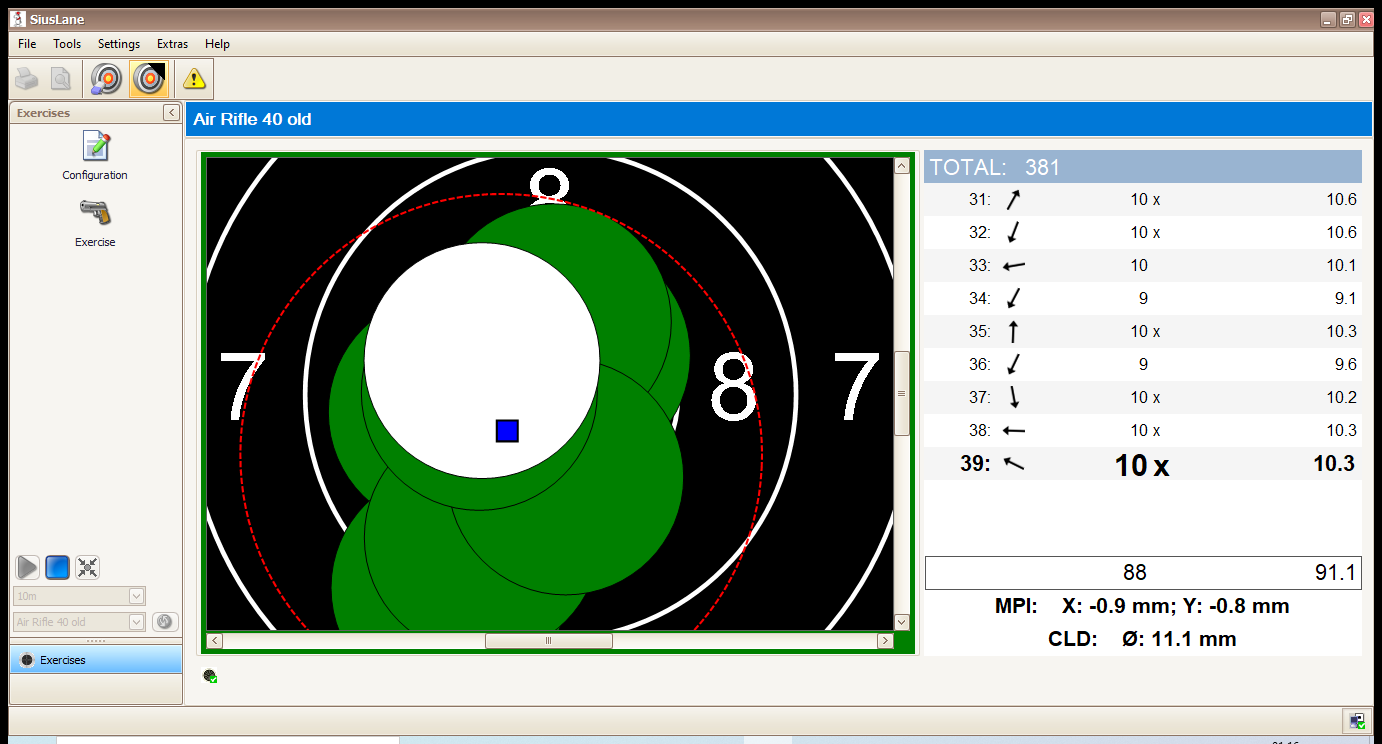 SiusLane
File Tools Settings Extras Help
Exercises
Configuration
Exercise
10m
Air Rifle 40 old
Exercises
Air Rifle 40 old
8
7 8 7
TOTAL: 381
31: 10 x 10.6
32: 10 x 10.6
33: 10 10.1
34: 9 9.1
35: 10 x 10.3
36: 9 9.6
37: 10 x 10.2
38: 10 x 10.3
39: 10 x 10.3
88 91.1
MPI: X: -0.9 mm; Y: -0.8 mm
CLD: Ø: 11.1 mm